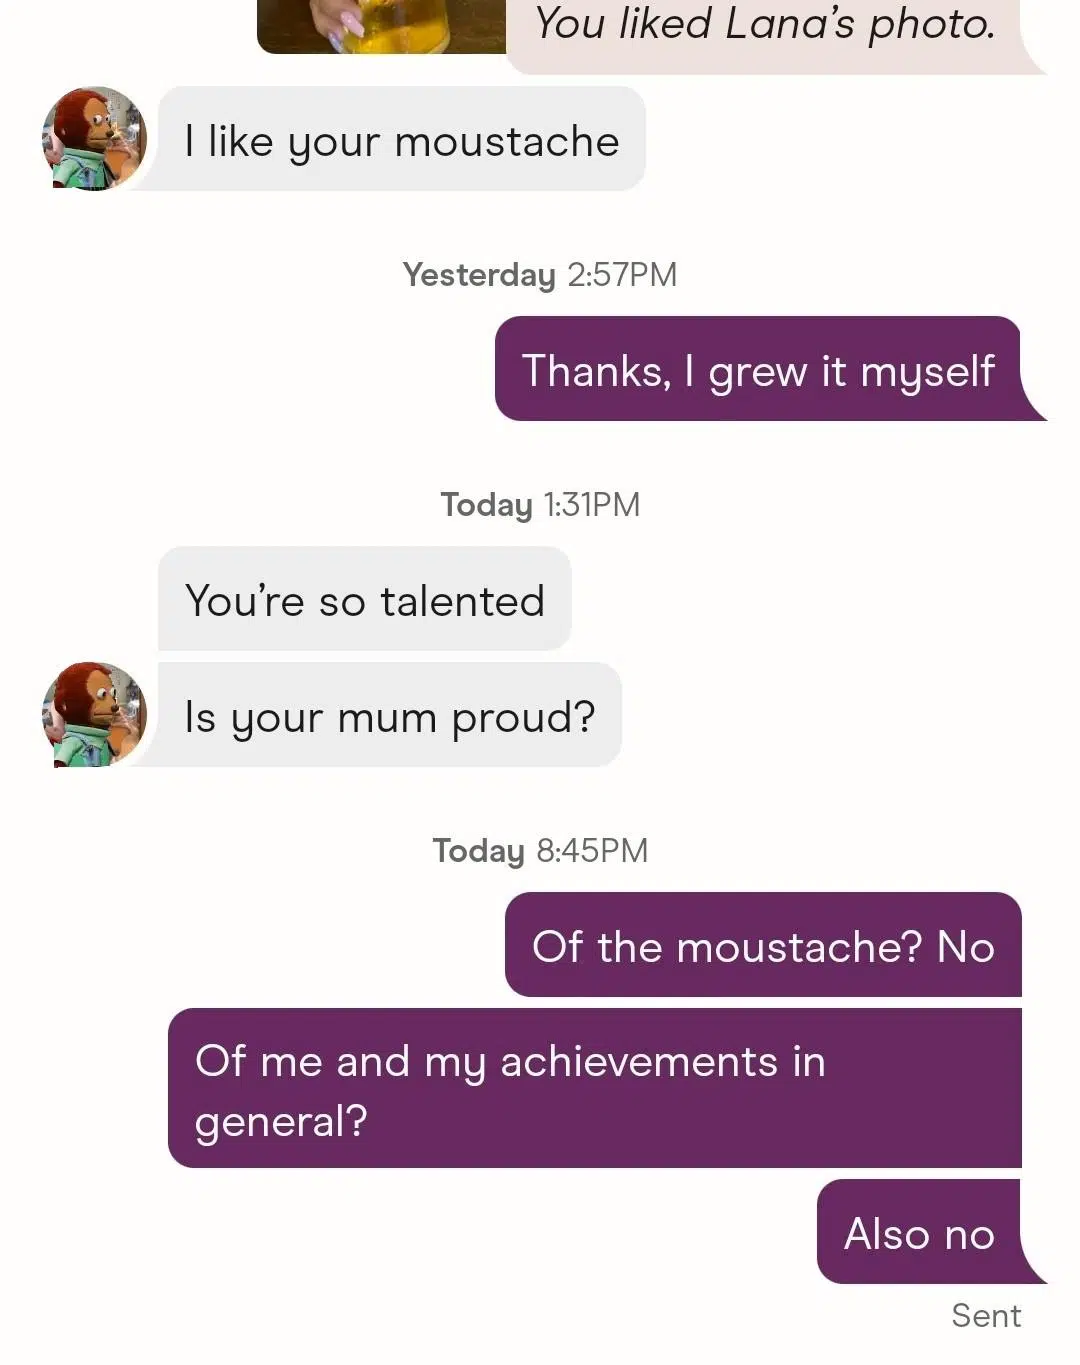 You liked Lana's photo.
I like your moustache
Yesterday 2:57PM
Thanks, I grew it myself
Today 1:31PM
You're so talented
Is your mum proud?
Today 8:45PM
Of the moustache? No
Of me and my achievements in
general?
Also no
Sent